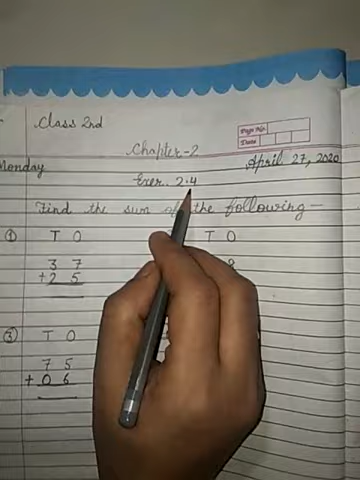 Class 2nd
Page No.
Date
Chapter-2
Monday
April 27, 2020
Exer. 2.4
Find the sum of the following—
① T O T O
3 7
+ 2 5
③ T O
7 5
+ 0 6